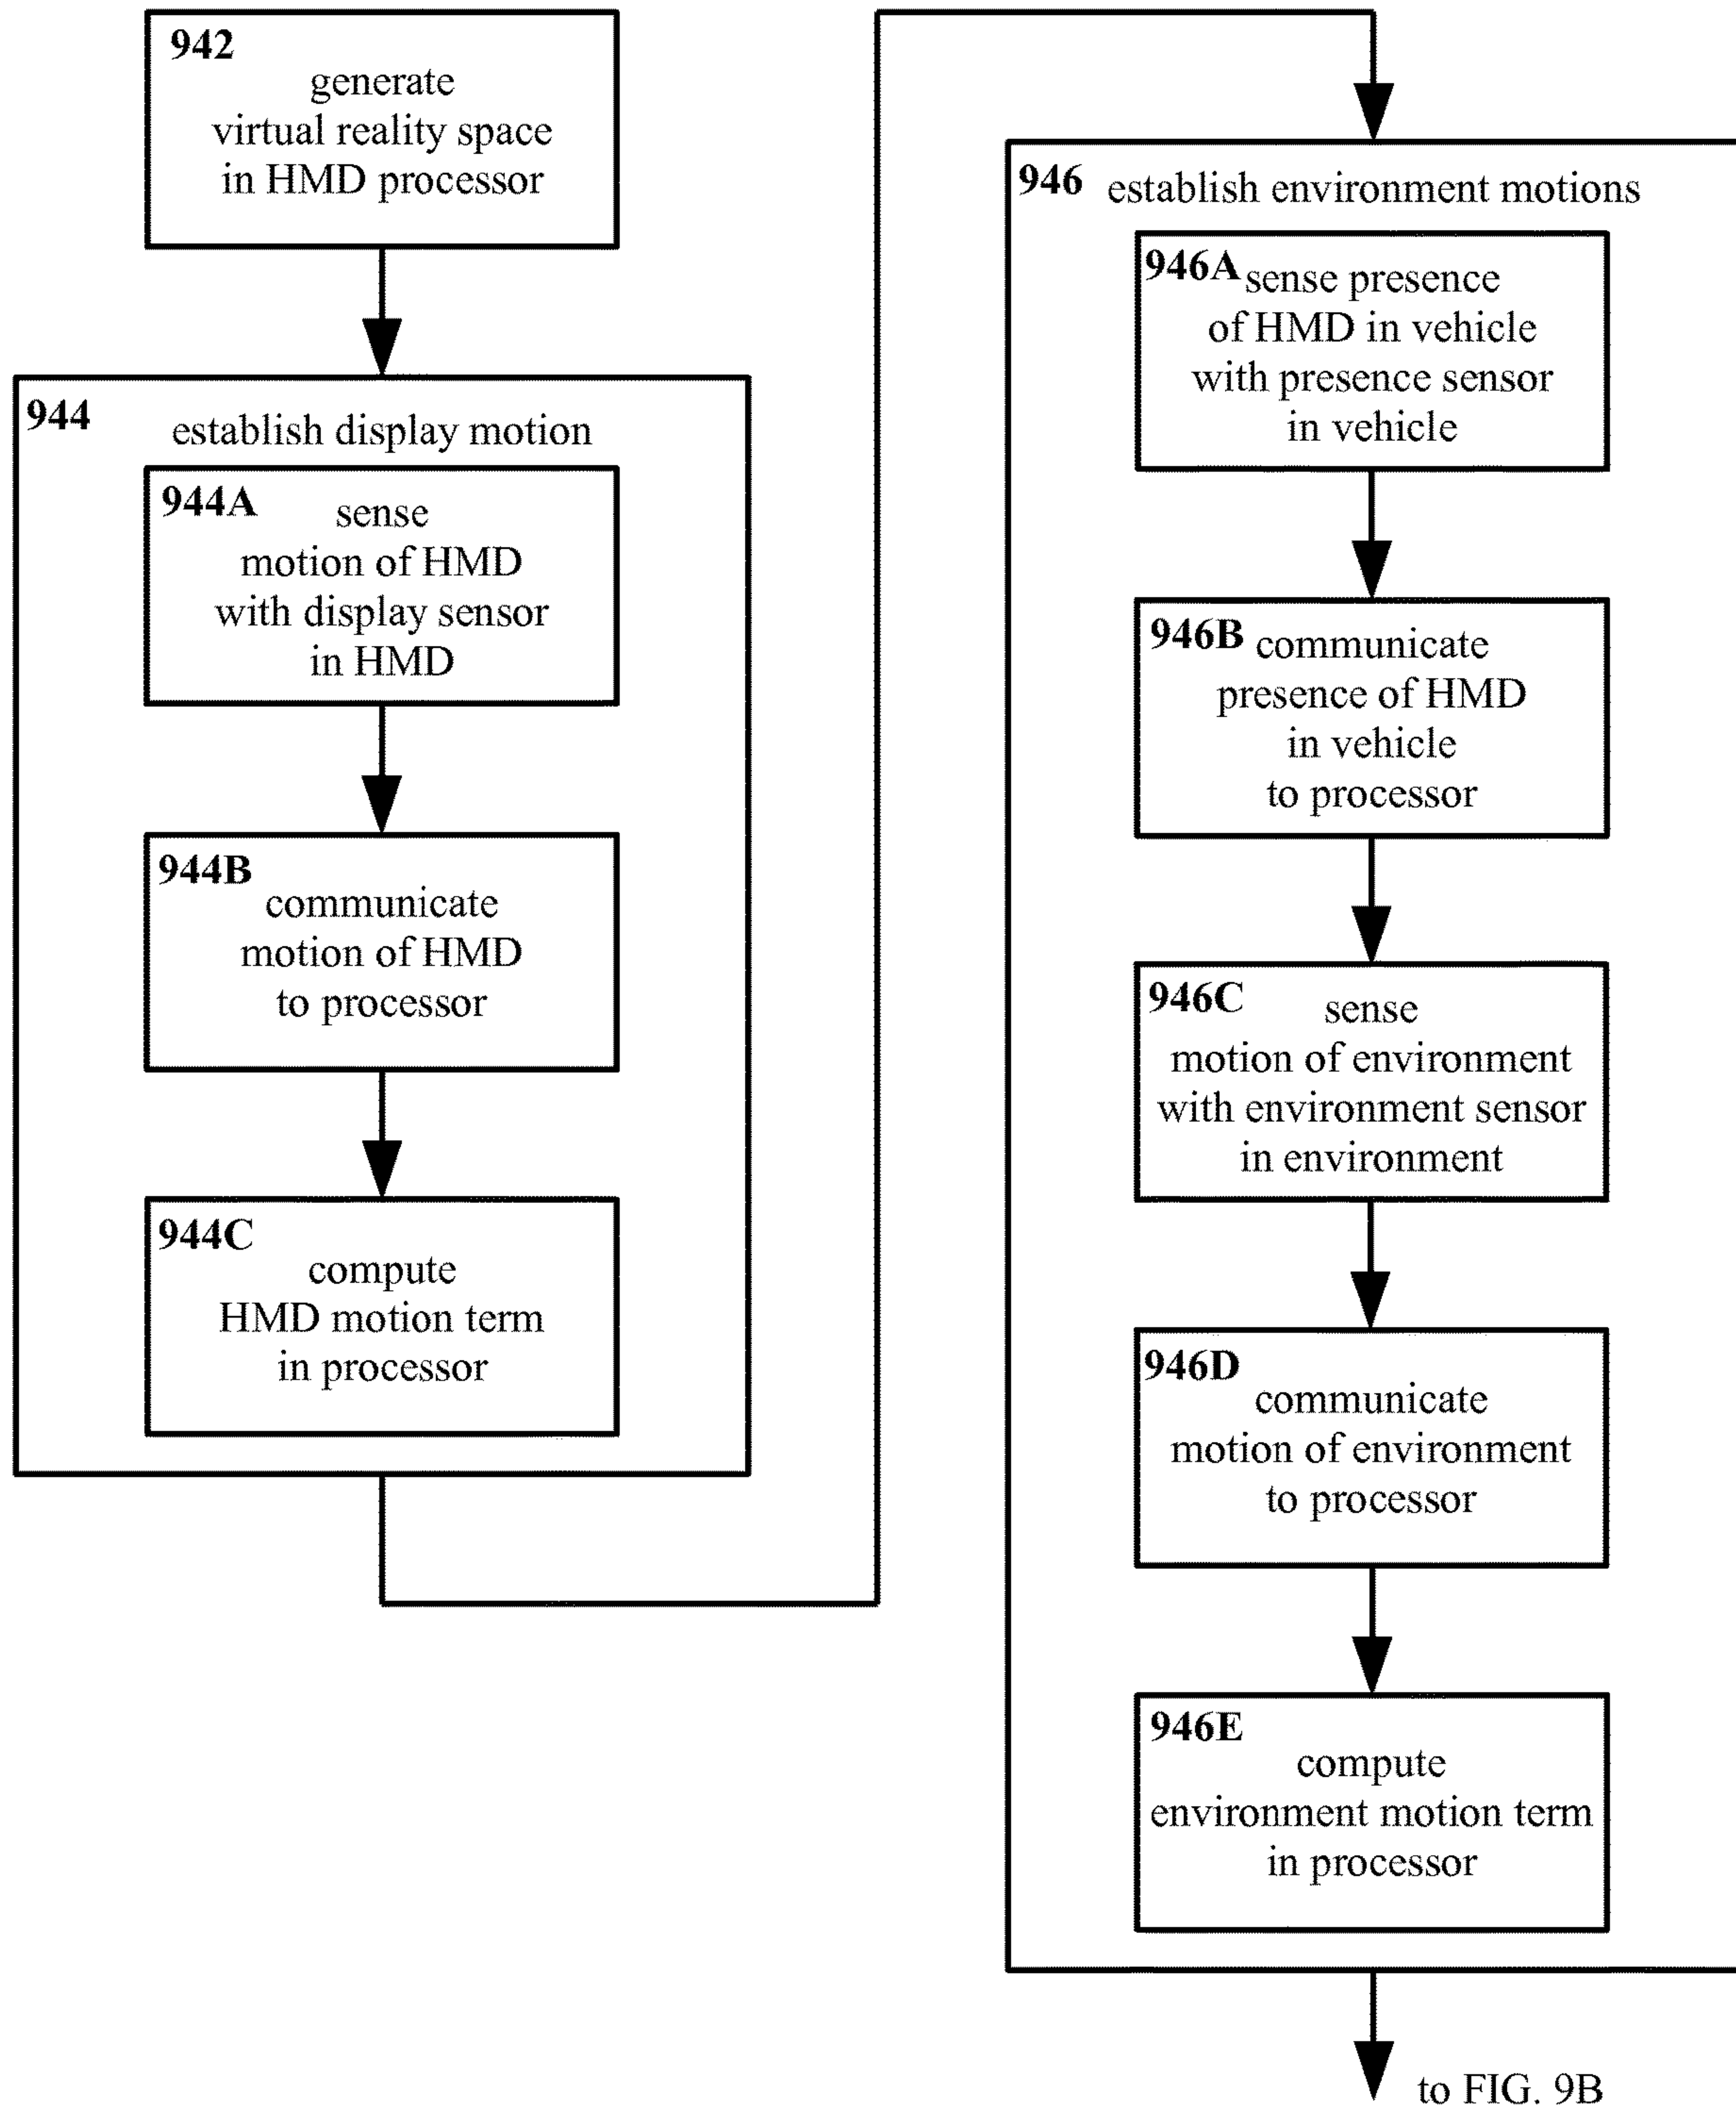 942
generate
virtual reality space
in HMD processor
944
establish display motion
944A
sense
motion of HMD
with display sensor
in HMD
944B
communicate
motion of HMD
to processor
944C
compute
HMD motion term
in processor
946 establish environment motions
946A
sense presence
of HMD in vehicle
with presence sensor
in vehicle
946B
communicate
presence of HMD
in vehicle
to processor
946C
sense
motion of environment
with environment sensor
in environment
946D
communicate
motion of environment
to processor
946E
compute
environment motion term
in processor
to FIG. 9B